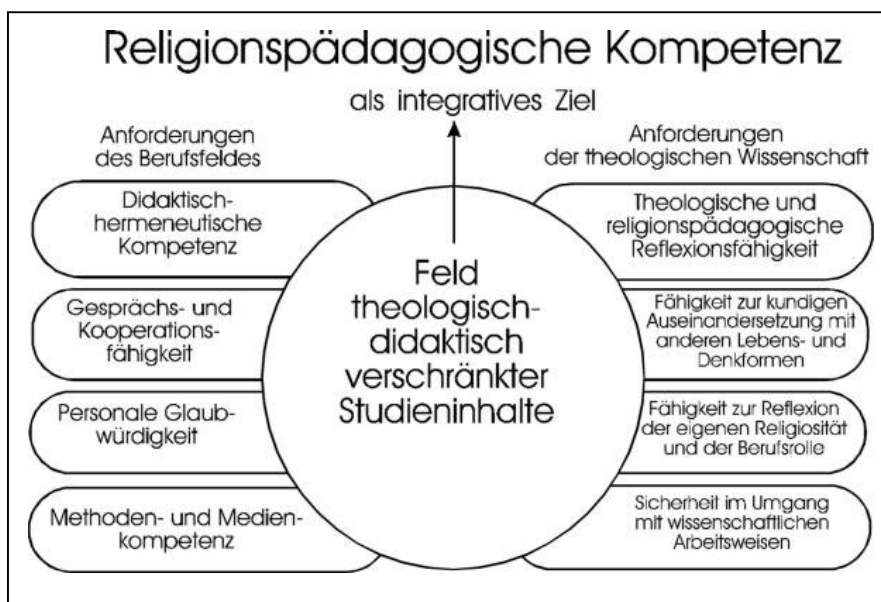 Religionspädagogische Kompetenz
als integratives Ziel
Anforderungen
des Berufsfeldes
Didaktisch-
hermeneutische
Kompetenz
Gesprächs- und
Kooperations-
fähigkeit
Personale Glaub-
würdigkeit
Methoden- und Medien-
kompetenz
Feld
theologisch-
didaktisch
verschränkter
Studieninhalte
Anforderungen
der theologischen Wissenschaft
Theologische und
religionspädagogische
Reflexionsfähigkeit
Fähigkeit zur kundigen
Auseinandersetzung mit
anderen Lebens- und
Denkformen
Fähigkeit zur Reflexion
der eigenen Religiosität
und der Berufsrolle
Sicherheit im Umgang
mit wissenschaftlichen
Arbeitsweisen